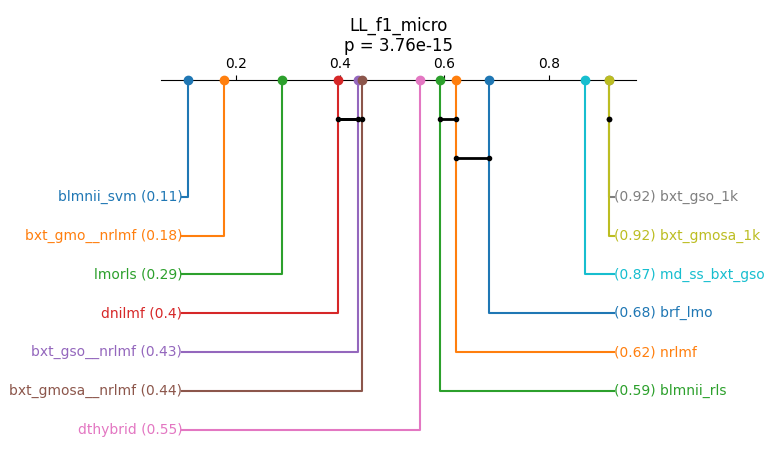 LL_f1_micro
p = 3.76e-15
0.2 0.4 0.6 0.8
blmnii_svm (0.11)
(0.92) bxt_gso_1k
bxt_gmo__nrlmf (0.18)
(0.92) bxt_gmosa_1k
lmorls (0.29)
(0.87) md_ss_bxt_gso
dnilmf (0.4)
(0.68) brf_lmo
bxt_gso__nrlmf (0.43)
(0.62) nrlmf
bxt_gmosa__nrlmf (0.44)
(0.59) blmnii_rls
dthybrid (0.55)